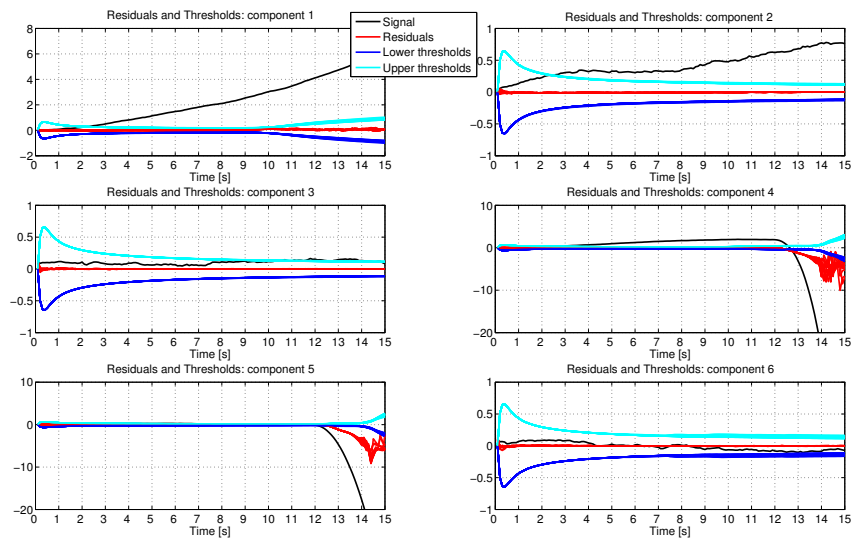 Residuals and Thresholds: component 1
8
6
4
2
0
−2
0 1 2 3 4 5 6 7 8 9 10 11 12 13 14 15
Time [s]
Signal
Residuals
Lower thresholds
Upper thresholds
Residuals and Thresholds: component 2
1
0.5
0
−0.5
−1
0 1 2 3 4 5 6 7 8 9 10 11 12 13 14 15
Time [s]
Residuals and Thresholds: component 3
1
0.5
0
−0.5
−1
0 1 2 3 4 5 6 7 8 9 10 11 12 13 14 15
Time [s]
Residuals and Thresholds: component 4
10
0
−10
−20
0 1 2 3 4 5 6 7 8 9 10 11 12 13 14 15
Time [s]
Residuals and Thresholds: component 5
10
0
−10
−20
0 1 2 3 4 5 6 7 8 9 10 11 12 13 14 15
Time [s]
Residuals and Thresholds: component 6
1
0.5
0
−0.5
−1
0 1 2 3 4 5 6 7 8 9 10 11 12 13 14 15
Time [s]